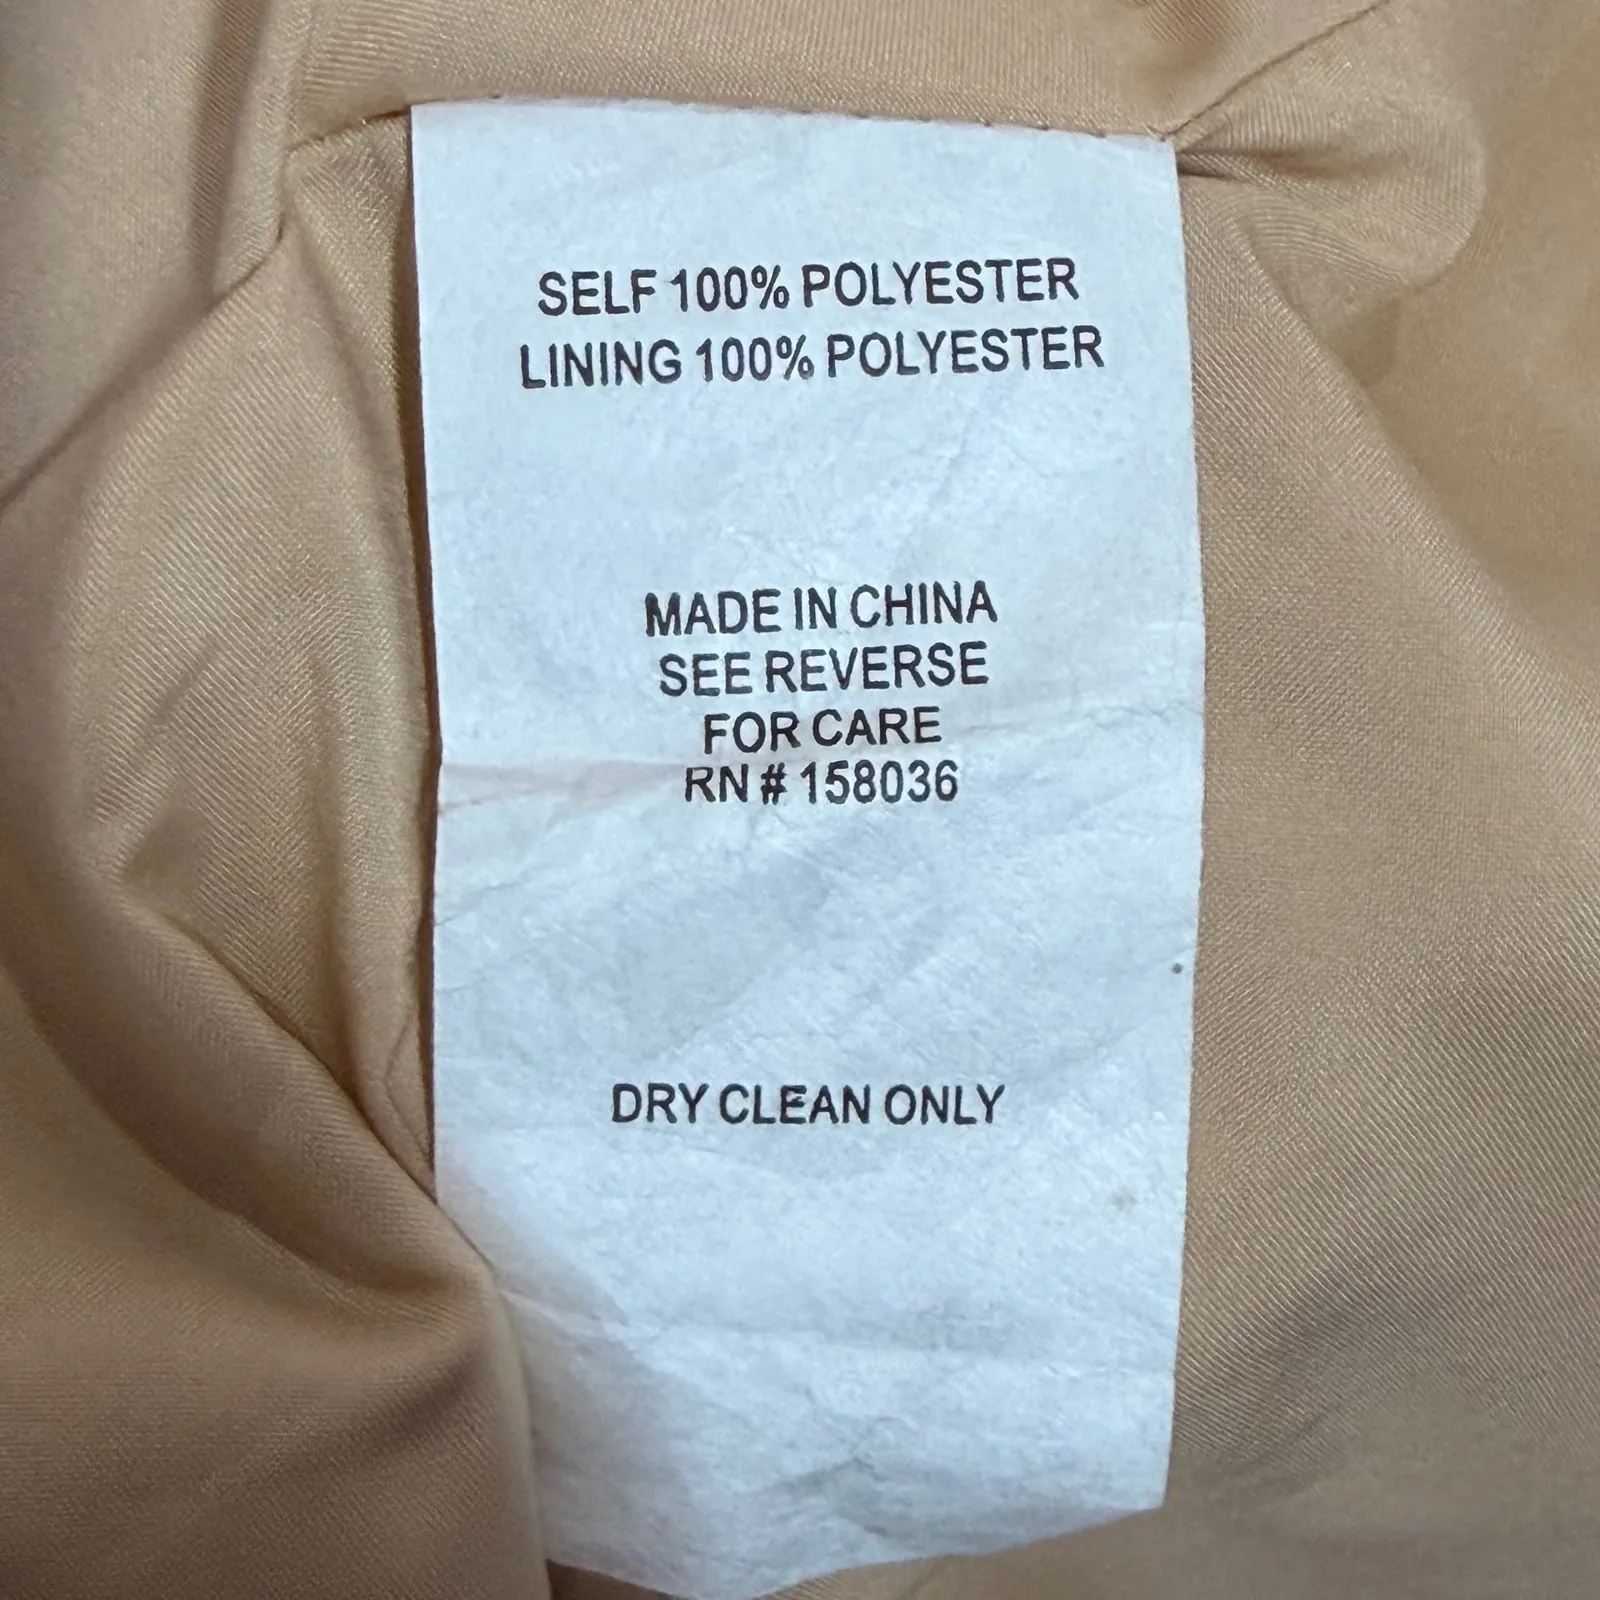 SELF 100% POLYESTER
LINING 100% POLYESTER
MADE IN CHINA
SEE REVERSE
FOR CARE
RN # 158036
DRY CLEAN ONLY